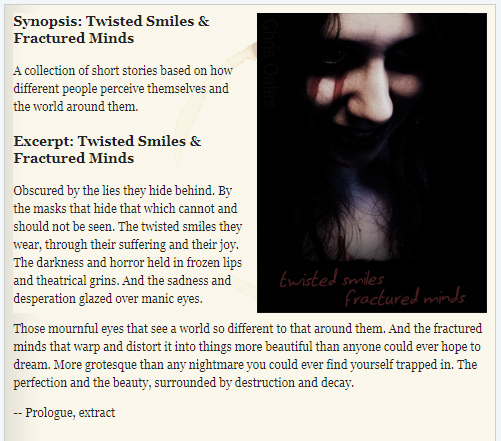 Synopsis: Twisted Smiles &
Fractured Minds
A collection of short stories based on how
different people perceive themselves and
the world around them.
Excerpt: Twisted Smiles &
Fractured Minds
Obscured by the lies they hide behind. By
the masks that hide that which cannot and
should not be seen. The twisted smiles they
wear, through their suffering and their joy.
The darkness and horror held in frozen lips
and theatrical grins. And the sadness and
desperation glazed over manic eyes.
Chris Oates
twisted smiles
fractured minds
Those mournful eyes that see a world so different to that around them. And the fractured
minds that warp and distort it into things more beautiful than anyone could ever hope to
dream. More grotesque than any nightmare you could ever find yourself trapped in. The
perfection and the beauty, surrounded by destruction and decay.
-- Prologue, extract